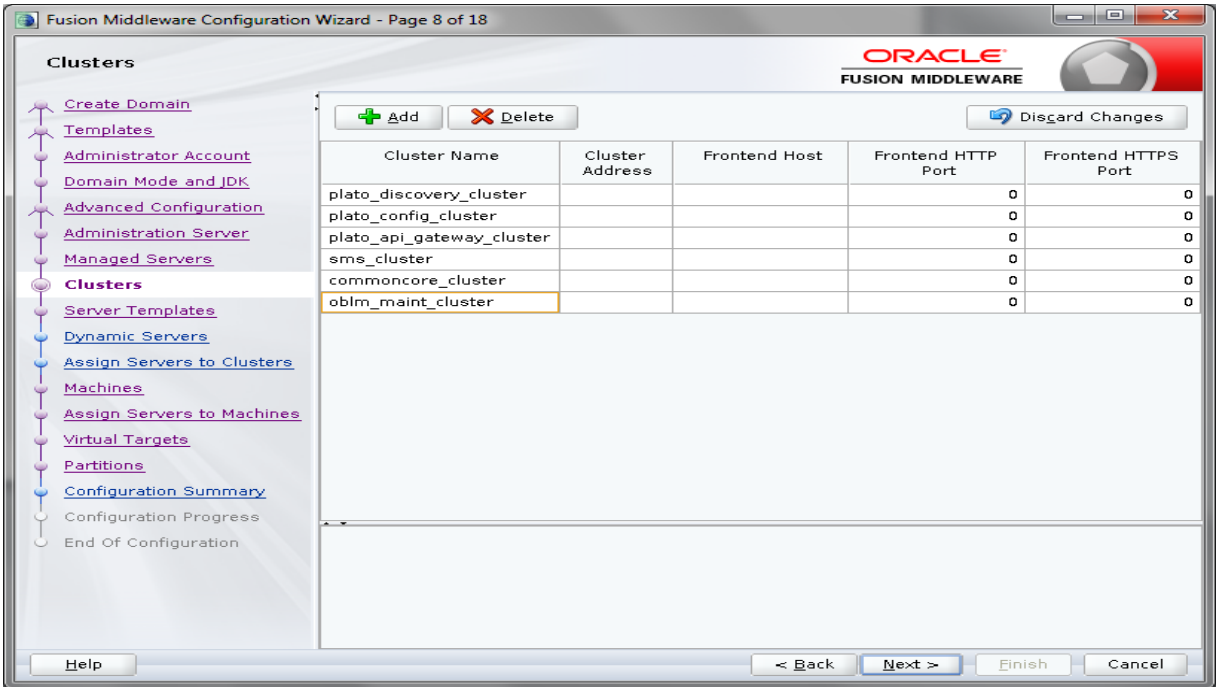 Fusion Middleware Configuration Wizard - Page 8 of 18
Clusters
ORACLE
FUSION MIDDLEWARE
Create Domain
Templates
Administrator Account
Domain Mode and JDK
Advanced Configuration
Administration Server
Managed Servers
Clusters
Server Templates
Dynamic Servers
Assign Servers to Clusters
Machines
Assign Servers to Machines
Virtual Targets
Partitions
Configuration Summary
Configuration Progress
End Of Configuration
Add Delete Discard Changes
Cluster Name Cluster Address Frontend Host Frontend HTTP Port Frontend HTTPS Port
plato_discovery_cluster 0 0
plato_config_cluster 0 0
plato_api_gateway_cluster 0 0
sms_cluster 0 0
commoncore_cluster 0 0
oblm_maint_cluster 0 0
Help < Back Next > Finish Cancel